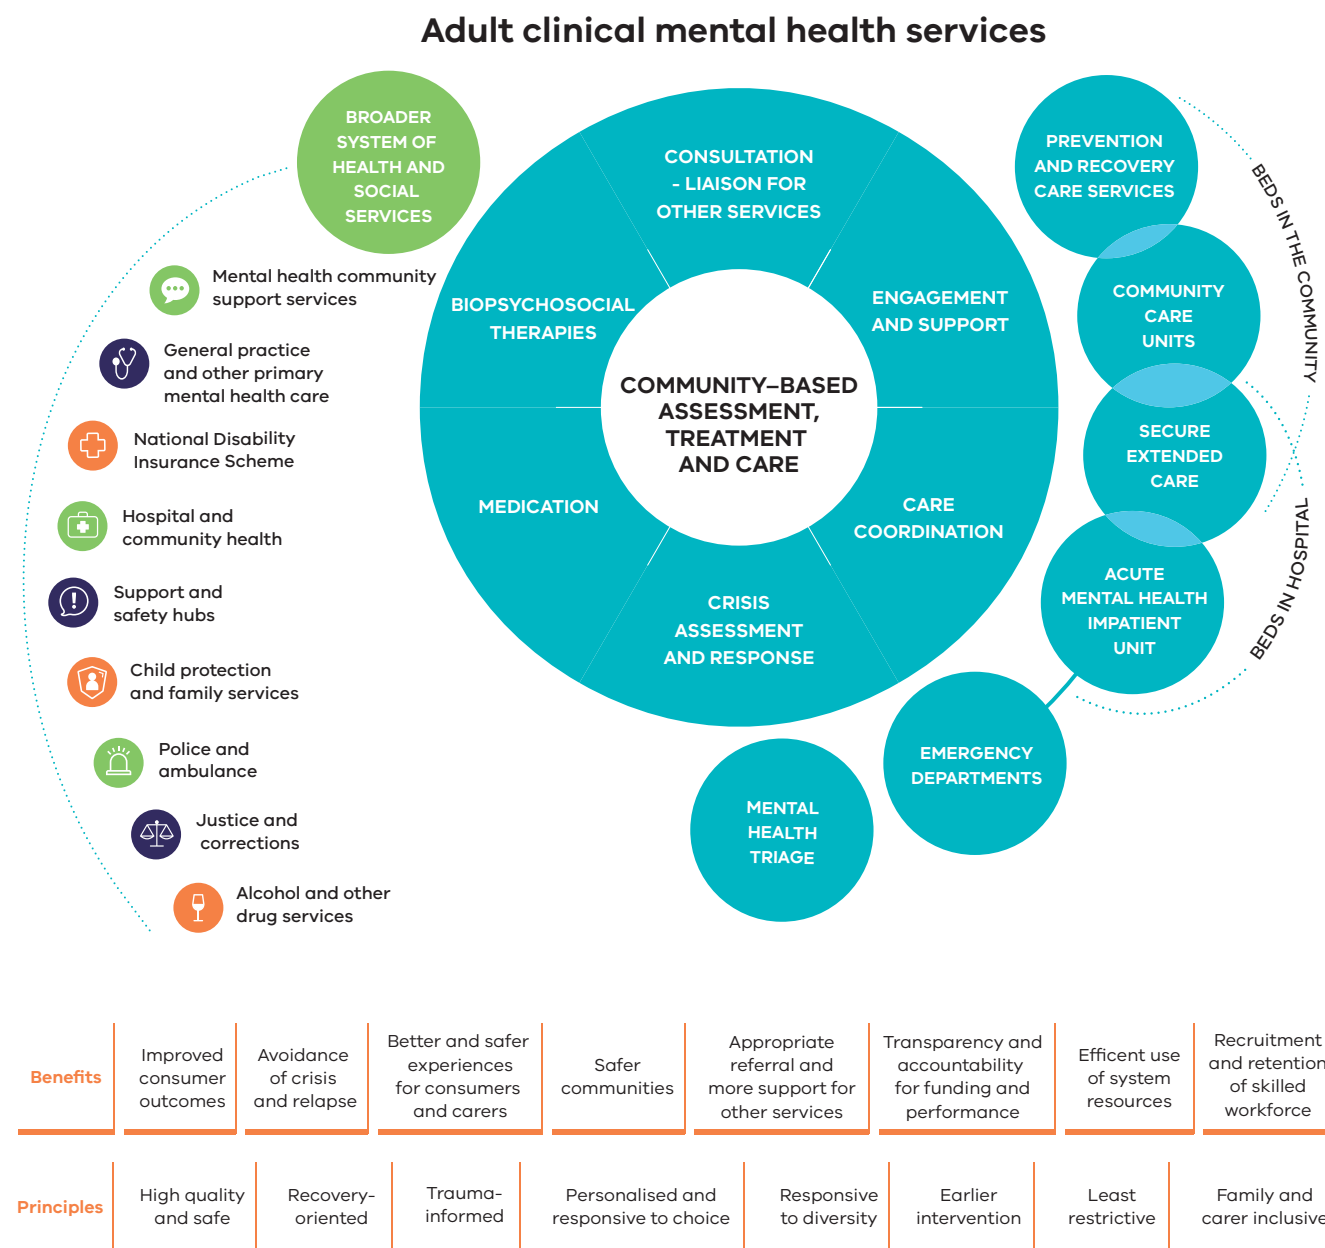 Adult clinical mental health services
BROADER
SYSTEM OF
HEALTH AND
SOCIAL
SERVICES
Mental health community
support services
General practice
and other primary
mental health care
National Disability
Insurance Scheme
Hospital and
community health
Support and
safety hubs
Child protection
and family services
Police and
ambulance
Justice and
corrections
Alcohol and other
drug services
CONSULTATION
- LIAISON FOR
OTHER SERVICES
BIOPSYCHOSOCIAL
THERAPIES
ENGAGEMENT
AND SUPPORT
COMMUNITY–BASED
ASSESSMENT,
TREATMENT
AND CARE
MEDICATION
CARE
COORDINATION
CRISIS
ASSESSMENT
AND RESPONSE
PREVENTION
AND RECOVERY
CARE SERVICES
COMMUNITY
CARE
UNITS
SECURE
EXTENDED
CARE
ACUTE
MENTAL HEALTH
IMPATIENT
UNIT
EMERGENCY
DEPARTMENTS
MENTAL
HEALTH
TRIAGE
BEDS IN THE COMMUNITY
BEDS IN HOSPITAL
Benefits
Improved
consumer
outcomes
Avoidance
of crisis
and relapse
Better and safer
experiences
for consumers
and carers
Safer
communities
Appropriate
referral and
more support for
other services
Transparency and
accountability
for funding and
performance
Efficent use
of system
resources
Recruitment
and retention
of skilled
workforce
Principles
High quality
and safe
Recovery-
oriented
Trauma-
informed
Personalised and
responsive to choice
Responsive
to diversity
Earlier
intervention
Least
restrictive
Family and
carer inclusive